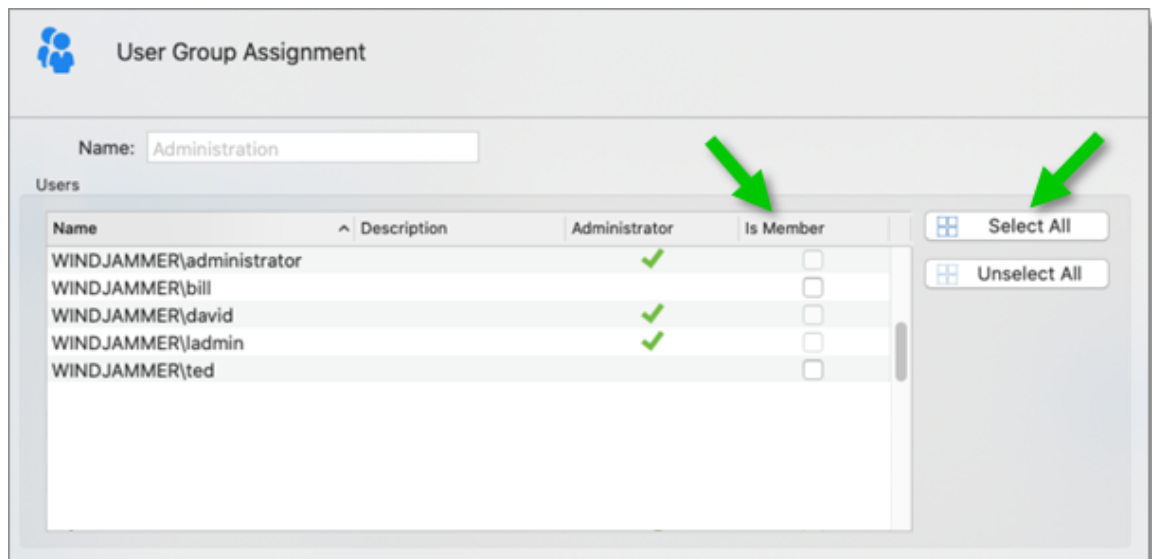 User Group Assignment
Name: Administration
Users
Name Description Administrator Is Member
Select All
WINDJAMMER\administrator
Unselect All
WINDJAMMER\bill
WINDJAMMER\david
WINDJAMMER\ladmin
WINDJAMMER\ted